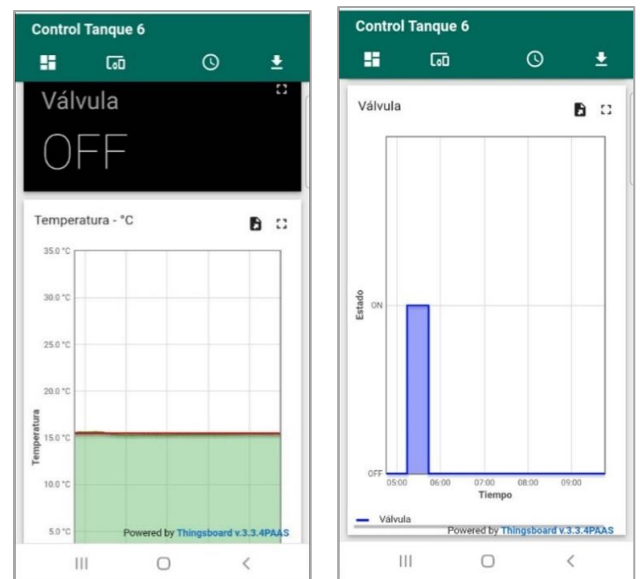 Control Tanque 6
Válvula
OFF
Temperatura - °C
35.0 °C
30.0 °C
25.0 °C
20.0 °C
15.0 °C
10.0 °C
5.0 °C
Temperatura
Powered by Thingsboard v.3.3.4PAAS
Control Tanque 6
Válvula
Estado
ON
OFF
05:00 06:00 07:00 08:00 09:00
Tiempo
Válvula
Powered by Thingsboard v.3.3.4PAAS